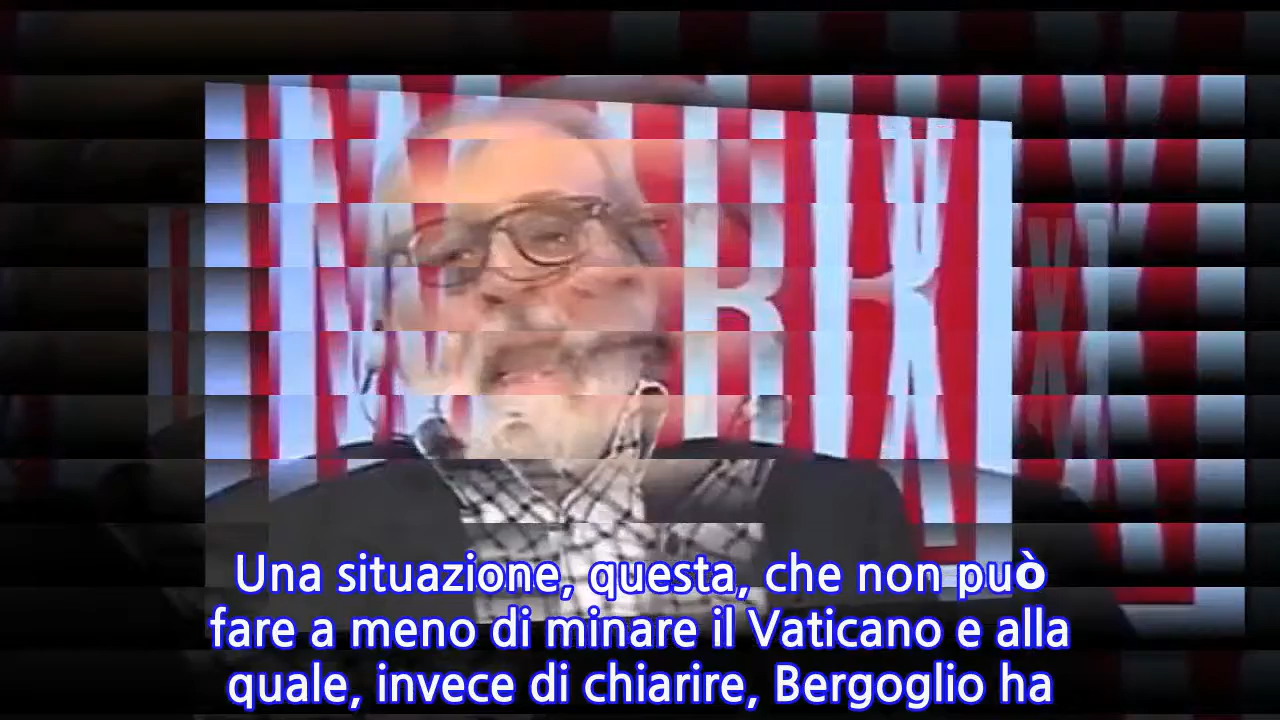 Una situazione, questa, che non può
fare a meno di minare il Vaticano e alla
quale, invece di chiarire, Bergoglio ha